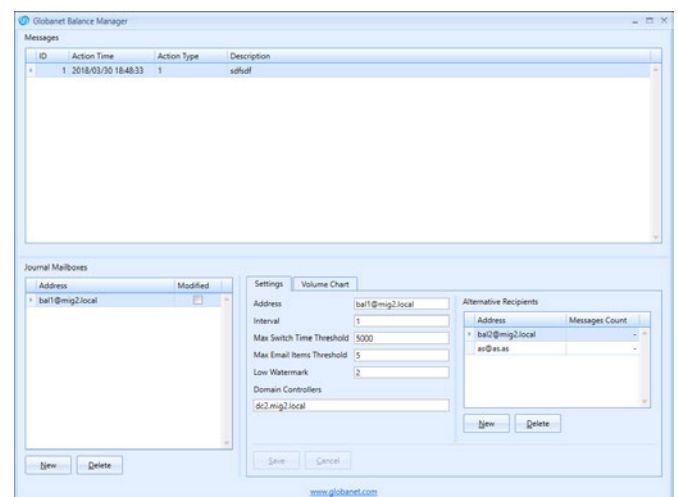 Globanet Balance Manager
Messages
ID Action Time Action Type Description
1 2018/03/30 18:48:33 1 sdfsdf
Journal Mailboxes
Address Modified
bal1@mig2.local
New Delete
Settings Volume Chart
Address bal1@mig2.local
Interval 1
Max Switch Time Threshold 5000
Max Email Items Threshold 5
Low Watermark 2
Domain Controllers
dc2.mig2.local
Alternative Recipients
Address Messages Count
bal2@mig2.local -
as@as.as -
New Delete
Save Cancel
www.globanet.com